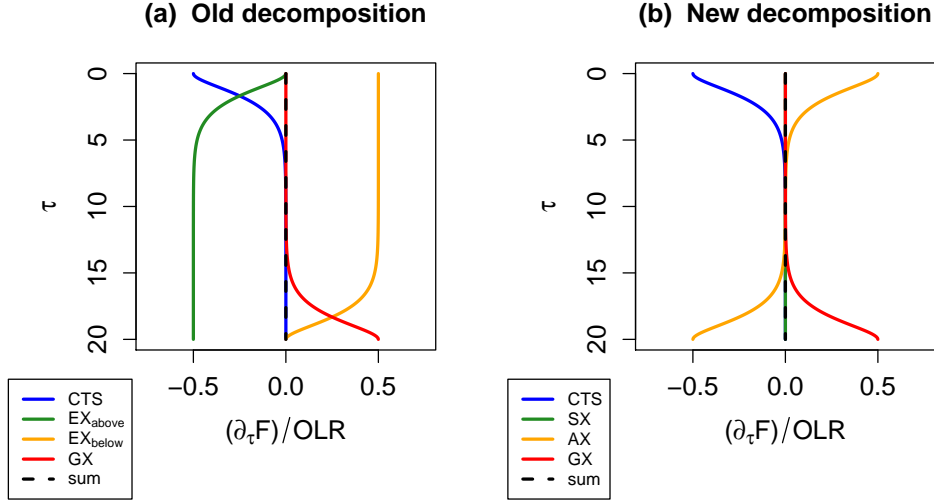 (a) Old decomposition
0
5
10
15
20
τ
−0.5
0.0
0.5
(∂τF)/OLR
CTS
EXabove
EXbelow
GX
sum
(b) New decomposition
0
5
10
15
20
τ
−0.5
0.0
0.5
(∂τF)/OLR
CTS
SX
AX
GX
sum